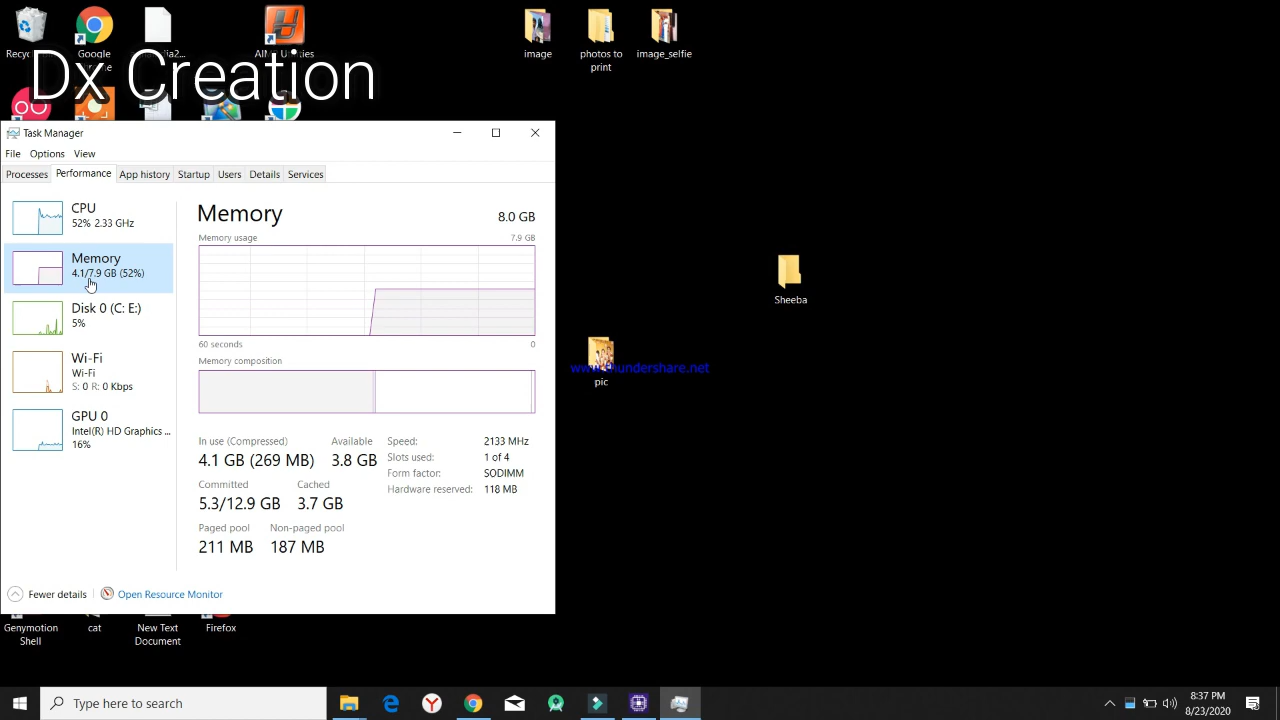 Google
image
photos to
print
image_selfie
Dx Creation
Task Manager
File Options View
Processes Performance App history Startup Users Details Services
CPU
52% 2.33 GHz
Memory
4.1/7.9 GB (52%)
Disk 0 (C: E:)
5%
Wi-Fi
Wi-Fi
S: 0 R: 0 Kbps
GPU 0
Intel(R) HD Graphics ...
16%
Memory 8.0 GB
Memory usage 7.9 GB
60 seconds 0
Memory composition
In use (Compressed) Available
4.1 GB (269 MB) 3.8 GB
Committed Cached
5.3/12.9 GB 3.7 GB
Paged pool Non-paged pool
211 MB 187 MB
Speed: 2133 MHz
Slots used: 1 of 4
Form factor: SODIMM
Hardware reserved: 118 MB
Fewer details Open Resource Monitor
Sheeba
www.thundershare.net
pic
Genymotion
Shell
cat
New Text
Document
Firefox
Type here to search
8:37 PM
8/23/2020